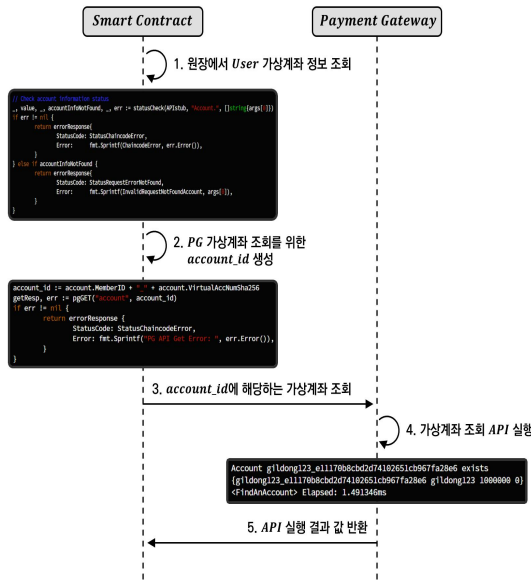 Smart Contract
Payment Gateway
1. 원장에서 User 가상계좌 정보 조회
// Check account information status
_, value, _, accountInfoNotFound, _, err := statusCheck(APIstub, "Account.", []string{args[0]})
if err != nil {
return errorResponse{
StatusCode: StatusChaincodeError,
Error: fmt.Sprintf(ChaincodeError, err.Error()),
}
} else if accountInfoNotFound {
return errorResponse{
StatusCode: StatusRequestErrorNotFound,
Error: fmt.Sprintf(InvalidRequestNotFoundAccount, args[0]),
}
}
2. PG 가상계좌 조회를 위한
account_id 생성
account_id := account.MemberID + "_" + account.VirtualAccNumSha256
getResp, err := pgGET("account", account_id)
if err != nil {
return errorResponse {
StatusCode: StatusChaincodeError,
Error: fmt.Sprintf("PG API Get Error: ", err.Error()),
}
}
3. account_id에 해당하는 가상계좌 조회
4. 가상계좌 조회 API 실행
Account gildong123_e11170b8cbd2d74102651cb967fa28e6 exists
{gildong123_e11170b8cbd2d74102651cb967fa28e6 gildong123 1000000 0}
<FindAnAccount> Elapsed: 1.491346ms
5. API 실행 결과 값 반환